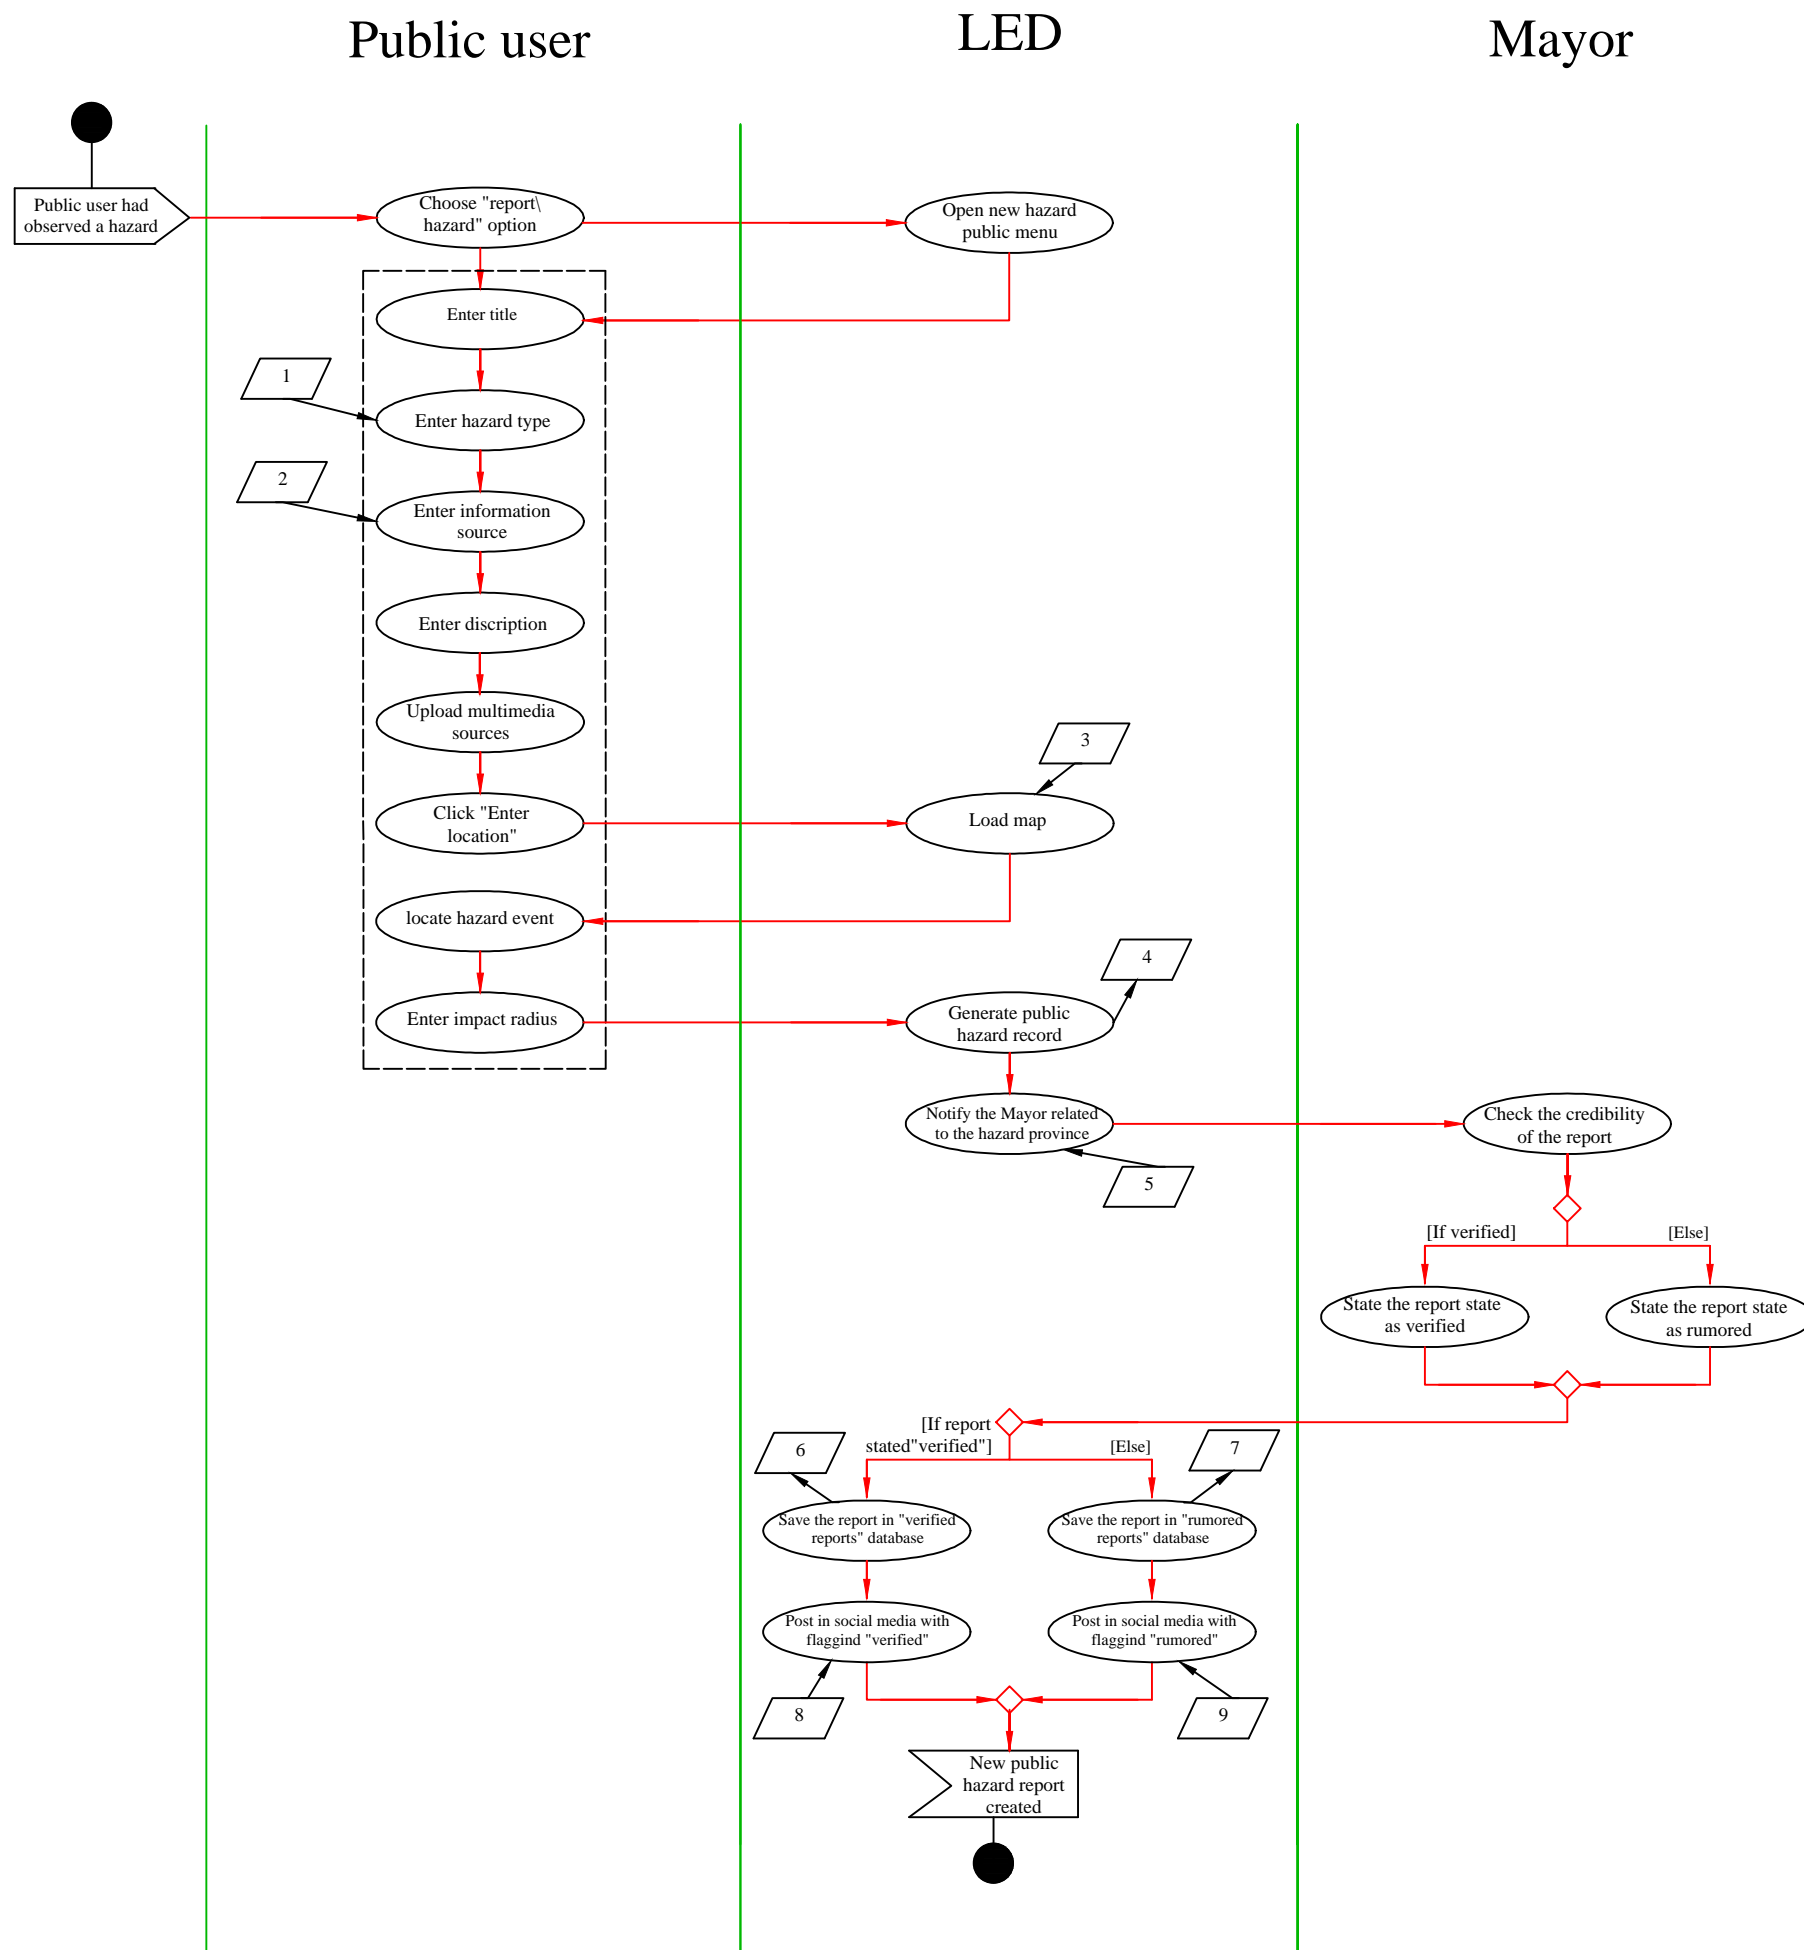 Public user
LED
Mayor
Public user had
observed a hazard
Choose "report\
hazard" option
Open new hazard
public menu
Enter title
1
Enter hazard type
2
Enter information
source
Enter discription
Upload multimedia
sources
3
Click "Enter
location"
Load map
locate hazard event
4
Enter impact radius
Generate public
hazard record
Notify the Mayor related
to the hazard province
Check the credibility
of the report
5
[If verified]
[Else]
State the report state
as verified
State the report state
as rumored
[If report
stated"verified"]
[Else]
6
7
Save the report in "verified
reports" database
Save the report in "rumored
reports" database
Post in social media with
flaggind "verified"
Post in social media with
flaggind "rumored"
8
9
New public
hazard report
created